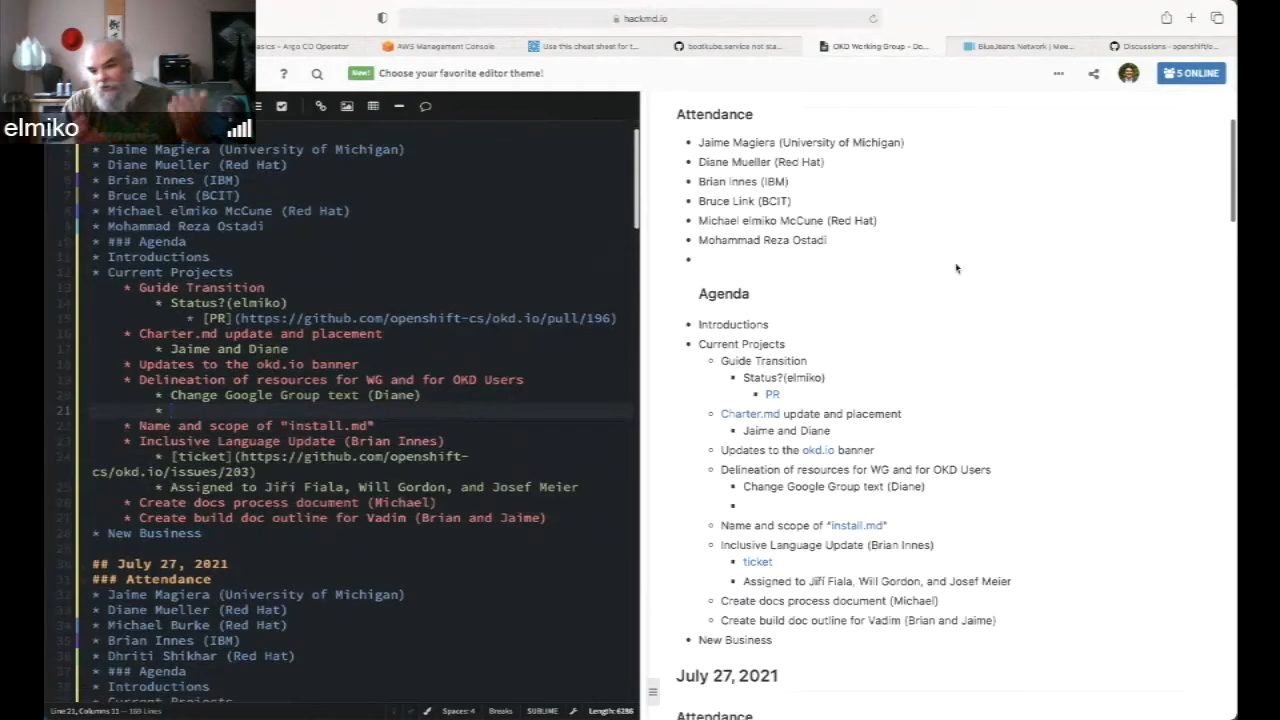 hackmd.io
asics - Argo CD Operator
AWS Management Console
Use this cheat sheet for t...
bootkube.service not sta...
OKD Working Group - Do...
BlueJeans Network | Mee...
Discussions - openshift/o...
New!
Choose your favorite editor theme!
5 ONLINE
elmiko
* Jaime Magiera (University of Michigan)
* Diane Mueller (Red Hat)
* Brian Innes (IBM)
* Bruce Link (BCIT)
* Michael elmiko McCune (Red Hat)
* Mohammad Reza Ostadi
* ### Agenda
* Introductions
* Current Projects
* Guide Transition
* Status?(elmiko)
* [PR](https://github.com/openshift-cs/okd.io/pull/196)
* Charter.md update and placement
* Jaime and Diane
* Updates to the okd.io banner
* Delineation of resources for WG and for OKD Users
* Change Google Group text (Diane)
21 *
* Name and scope of "install.md"
* Inclusive Language Update (Brian Innes)
* [ticket](https://github.com/openshift-
cs/okd.io/issues/203)
* Assigned to Jiří Fiala, Will Gordon, and Josef Meier
* Create docs process document (Michael)
* Create build doc outline for Vadim (Brian and Jaime)
* New Business
## July 27, 2021
### Attendance
* Jaime Magiera (University of Michigan)
* Diane Mueller (Red Hat)
* Michael Burke (Red Hat)
* Brian Innes (IBM)
* Dhriti Shikhar (Red Hat)
* ### Agenda
* Introductions
* Current Projects
Line 21, Columns 11 — 169 Lines
Spaces: 4
Breaks
SUBLIME
Length: 6286
Attendance
• Jaime Magiera (University of Michigan)
• Diane Mueller (Red Hat)
• Brian Innes (IBM)
• Bruce Link (BCIT)
• Michael elmiko McCune (Red Hat)
• Mohammad Reza Ostadi
•
Agenda
• Introductions
• Current Projects
◦ Guide Transition
▪ Status?(elmiko)
▪ PR
◦ Charter.md update and placement
▪ Jaime and Diane
◦ Updates to the okd.io banner
◦ Delineation of resources for WG and for OKD Users
▪ Change Google Group text (Diane)
▪
◦ Name and scope of "install.md"
◦ Inclusive Language Update (Brian Innes)
▪ ticket
▪ Assigned to Jiří Fiala, Will Gordon, and Josef Meier
◦ Create docs process document (Michael)
◦ Create build doc outline for Vadim (Brian and Jaime)
• New Business
July 27, 2021
Attendance